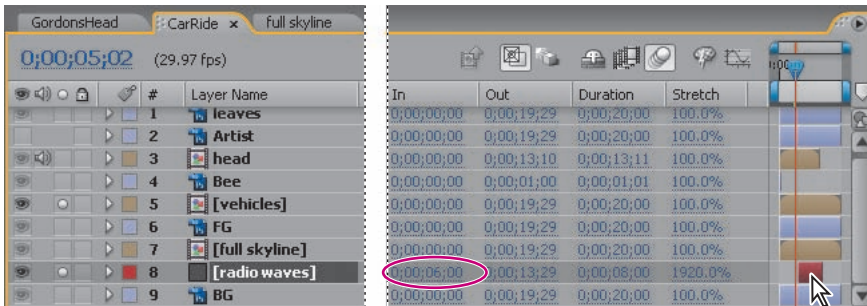 GordonsHead CarRide × full skyline
0;00;05;02 (29.97 fps)
# Layer Name In Out Duration Stretch
1 leaves 0;00;00;00 0;00;19;29 0;00;20;00 100.0%
2 Artist 0;00;00;00 0;00;19;29 0;00;20;00 100.0%
3 head 0;00;00;00 0;00;13;10 0;00;13;11 100.0%
4 Bee 0;00;00;00 0;00;01;00 0;00;01;01 100.0%
5 [vehicles] 0;00;00;00 0;00;19;29 0;00;20;00 100.0%
6 FG 0;00;00;00 0;00;19;29 0;00;20;00 100.0%
7 [full skyline] 0;00;00;00 0;00;19;29 0;00;20;00 100.0%
8 [radio waves] 0;00;06;00 0;00;13;29 0;00;08;00 1920.0%
9 BG 0;00;00;00 0;00;19;29 0;00;20;00 100.0%